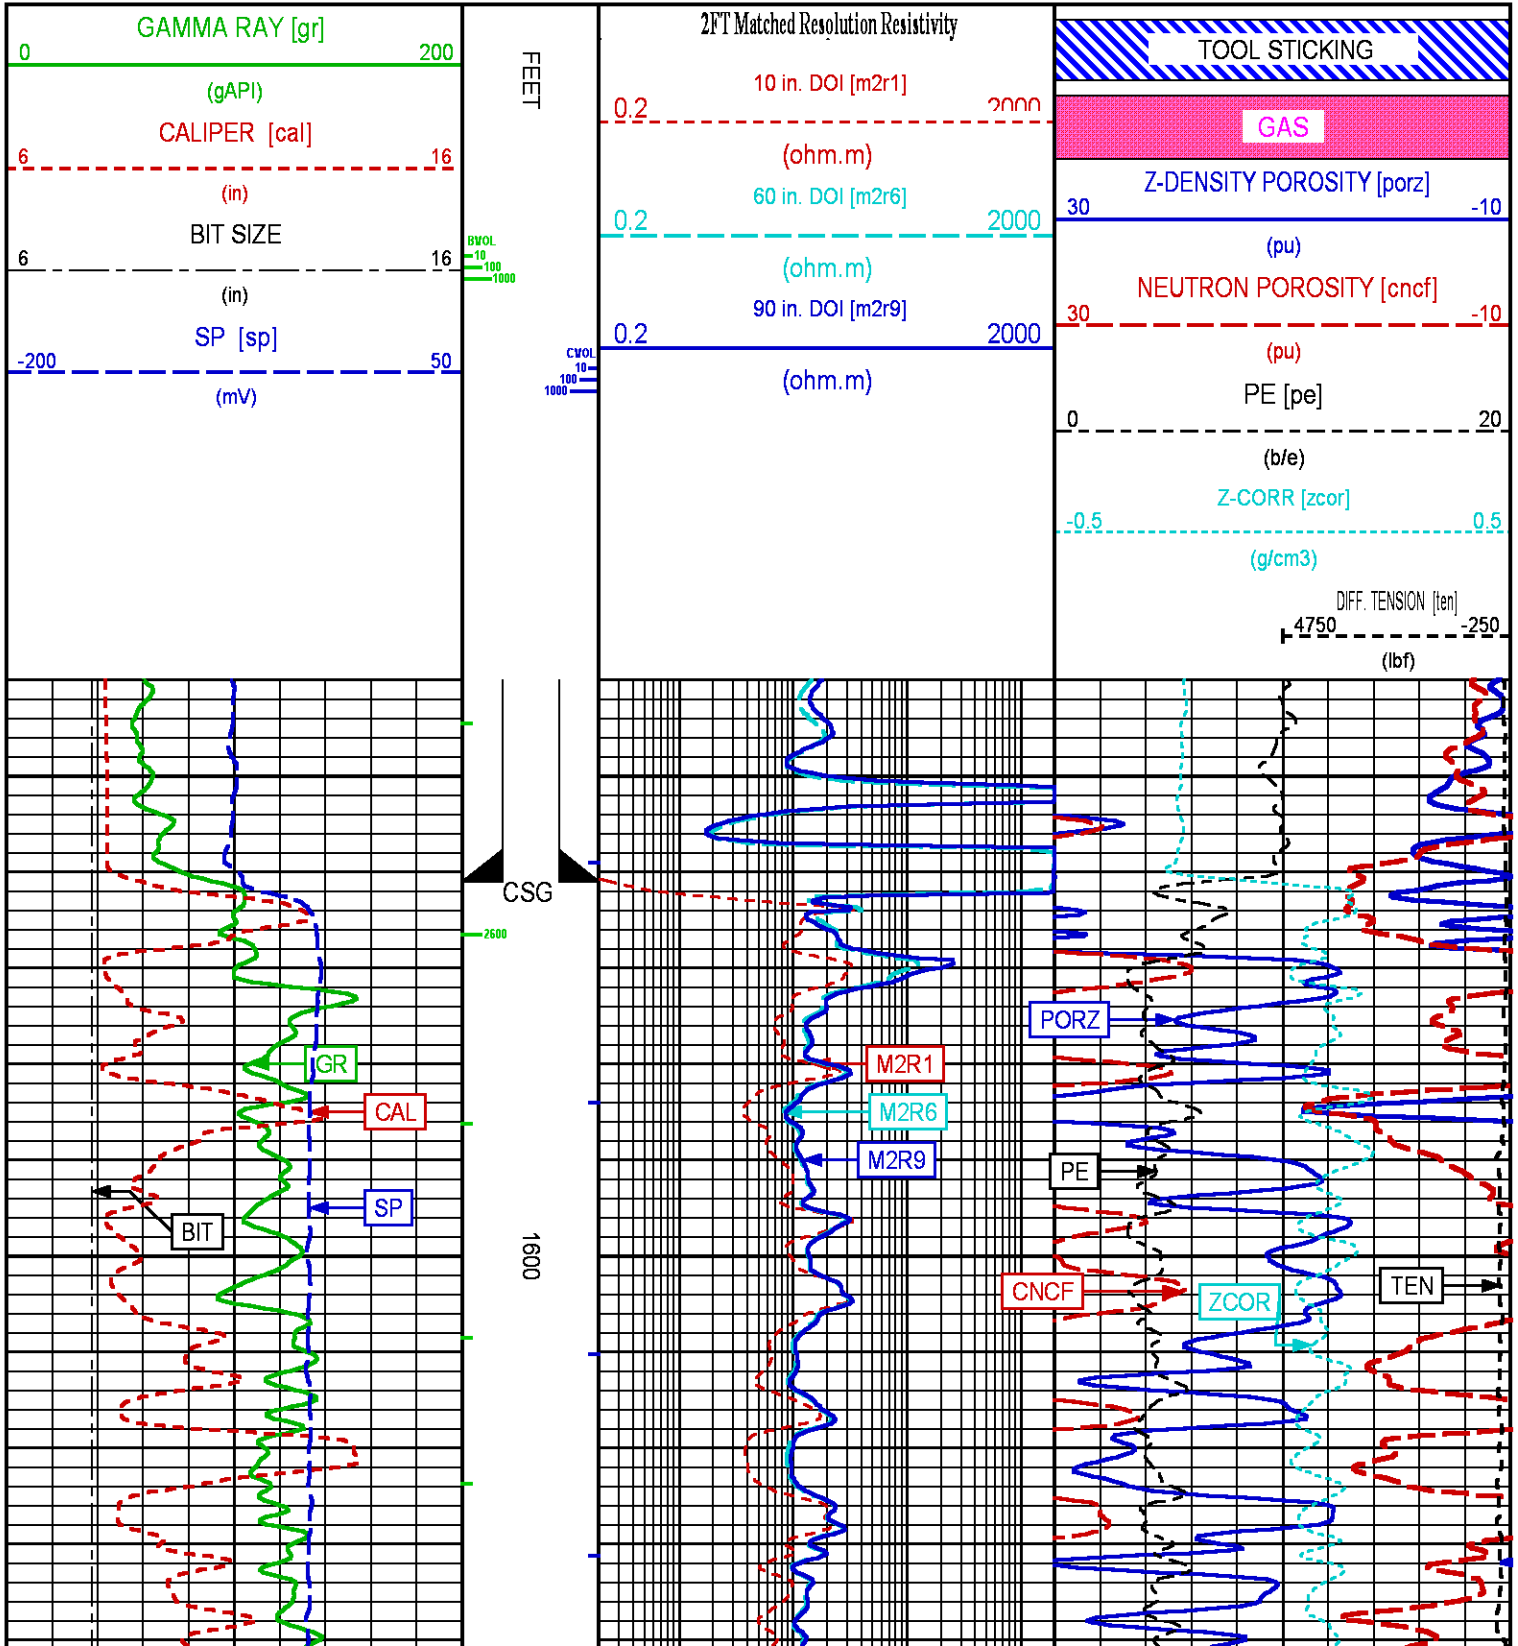 GAMMA RAY [gr]
0 200
(gAPI)
CALIPER [cal]
6 16
(in)
BIT SIZE
6 16
(in)
SP [sp]
-200 50
(mV)
FEET
BVOL
10
100
1000
CVOL
10
100
1000
2FT Matched Resolution Resistivity
10 in. DOI [m2r1]
0.2 2000
(ohm.m)
60 in. DOI [m2r6]
0.2 2000
(ohm.m)
90 in. DOI [m2r9]
0.2 2000
(ohm.m)
TOOL STICKING
GAS
Z-DENSITY POROSITY [porz]
30 -10
(pu)
NEUTRON POROSITY [cncf]
30 -10
(pu)
PE [pe]
0 20
(b/e)
Z-CORR [zcor]
-0.5 0.5
(g/cm3)
DIFF. TENSION [ten]
4750 -250
(lbf)
CSG
2600
PORZ
GR
M2R1
CAL
M2R6
M2R9
PE
SP
BIT
1600
CNCF
ZCOR
TEN